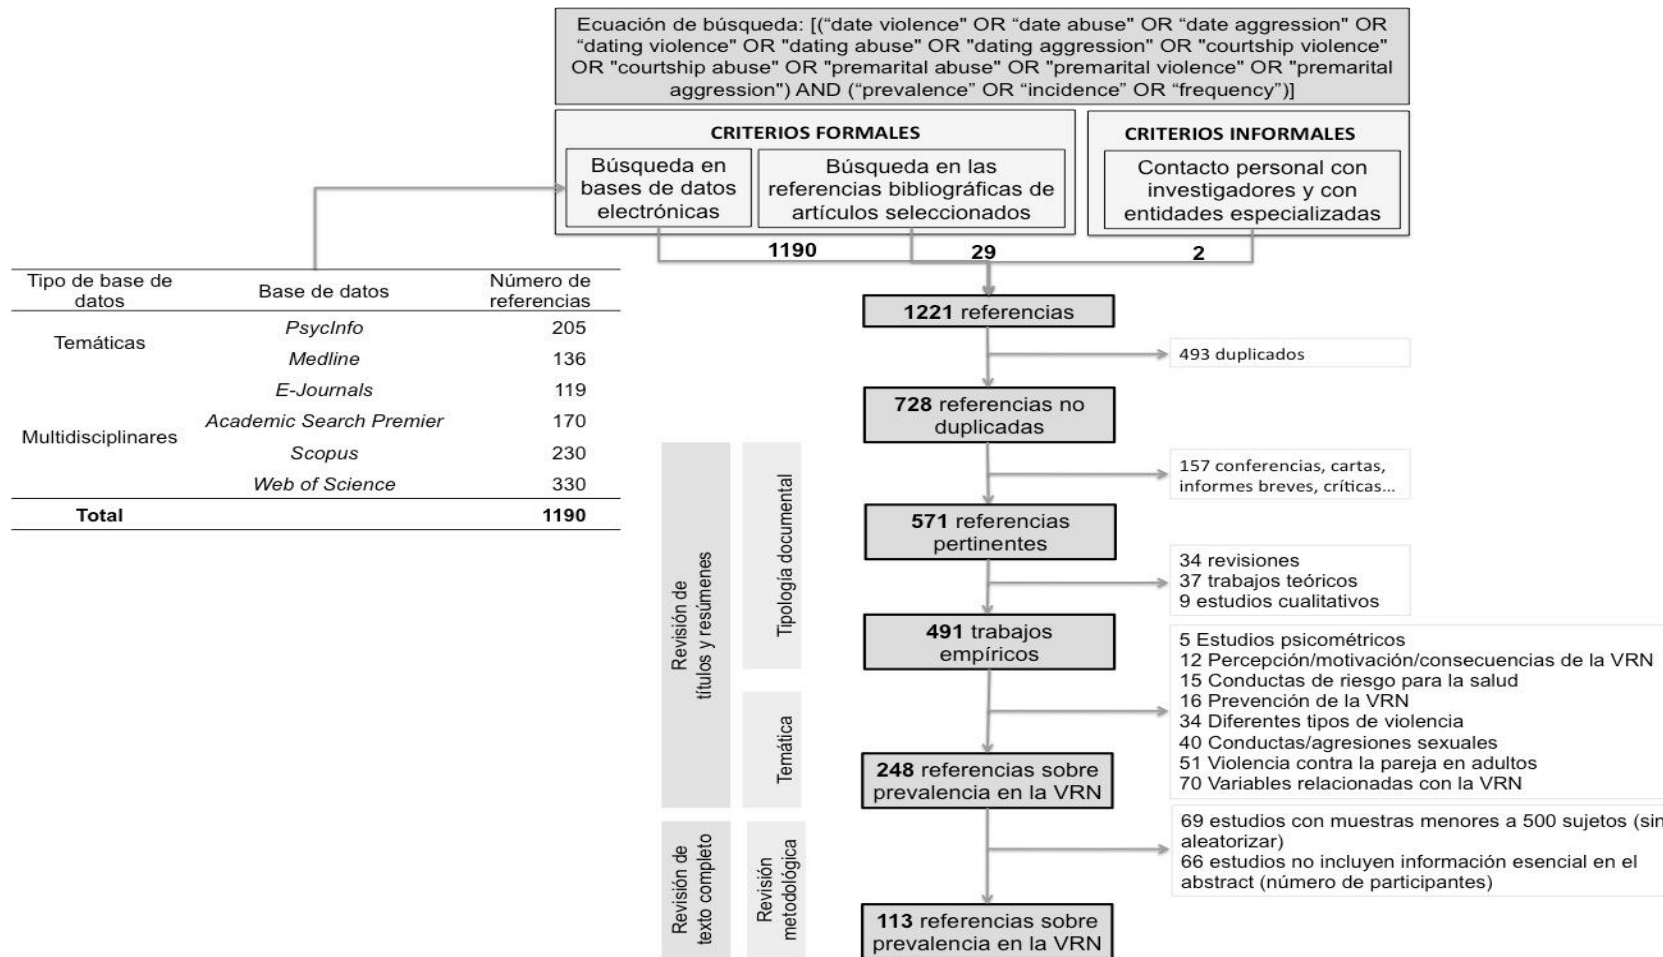 Ecuación de búsqueda: [(“date violence" OR “date abuse" OR “date aggression" OR
“dating violence" OR "dating abuse" OR "dating aggression" OR "courtship violence"
OR "courtship abuse" OR "premarital abuse" OR "premarital violence" OR "premarital
aggression") AND (“prevalence” OR “incidence” OR “frequency”)]
CRITERIOS FORMALES
CRITERIOS INFORMALES
Búsqueda en
bases de datos
electrónicas
Búsqueda en las
referencias bibliográficas de
artículos seleccionados
Contacto personal con
investigadores y con
entidades especializadas
1190
29
2
Tipo de base de
datos
Base de datos
Número de
referencias
Temáticas
PsycInfo 205
Medline 136
E-Journals 119
Multidisciplinares
Academic Search Premier 170
Scopus 230
Web of Science 330
Total 1190
1221 referencias
493 duplicados
728 referencias no
duplicadas
157 conferencias, cartas,
informes breves, críticas...
571 referencias
pertinentes
34 revisiones
37 trabajos teóricos
9 estudios cualitativos
491 trabajos
empíricos
5 Estudios psicométricos
12 Percepción/motivación/consecuencias de la VRN
15 Conductas de riesgo para la salud
16 Prevención de la VRN
34 Diferentes tipos de violencia
40 Conductas/agresiones sexuales
51 Violencia contra la pareja en adultos
70 Variables relacionadas con la VRN
248 referencias sobre
prevalencia en la VRN
69 estudios con muestras menores a 500 sujetos (sin
aleatorizar)
66 estudios no incluyen información esencial en el
abstract (número de participantes)
113 referencias sobre
prevalencia en la VRN
Revisión de
títulos y resúmenes
Tipología documental
Temática
Revisión de
texto completo
Revisión
metodológica